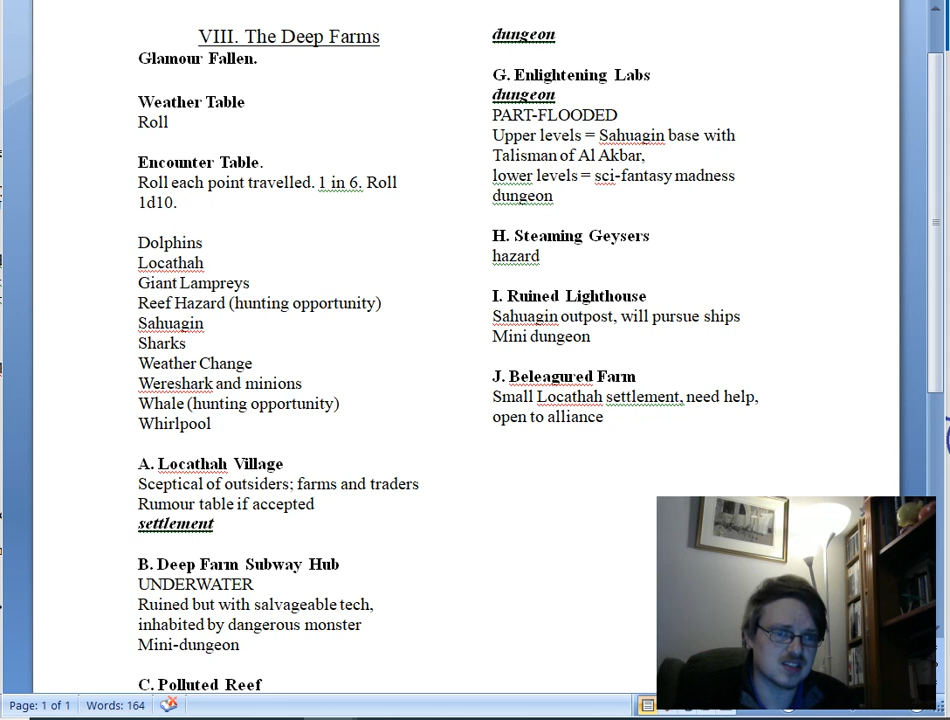 VIII. The Deep Farms
Glamour Fallen.
Weather Table
Roll
Encounter Table.
Roll each point travelled. 1 in 6. Roll
1d10.
Dolphins
Locathah
Giant Lampreys
Reef Hazard (hunting opportunity)
Sahuagin
Sharks
Weather Change
Wereshark and minions
Whale (hunting opportunity)
Whirlpool
A. Locathah Village
Sceptical of outsiders; farms and traders
Rumour table if accepted
settlement
B. Deep Farm Subway Hub
UNDERWATER
Ruined but with salvageable tech,
inhabited by dangerous monster
Mini-dungeon
C. Polluted Reef
dungeon
G. Enlightening Labs
dungeon
PART-FLOODED
Upper levels = Sahuagin base with
Talisman of Al Akbar,
lower levels = sci-fantasy madness
dungeon
H. Steaming Geysers
hazard
I. Ruined Lighthouse
Sahuagin outpost, will pursue ships
Mini dungeon
J. Beleagured Farm
Small Locathah settlement, need help,
open to alliance
Page: 1 of 1
Words: 164